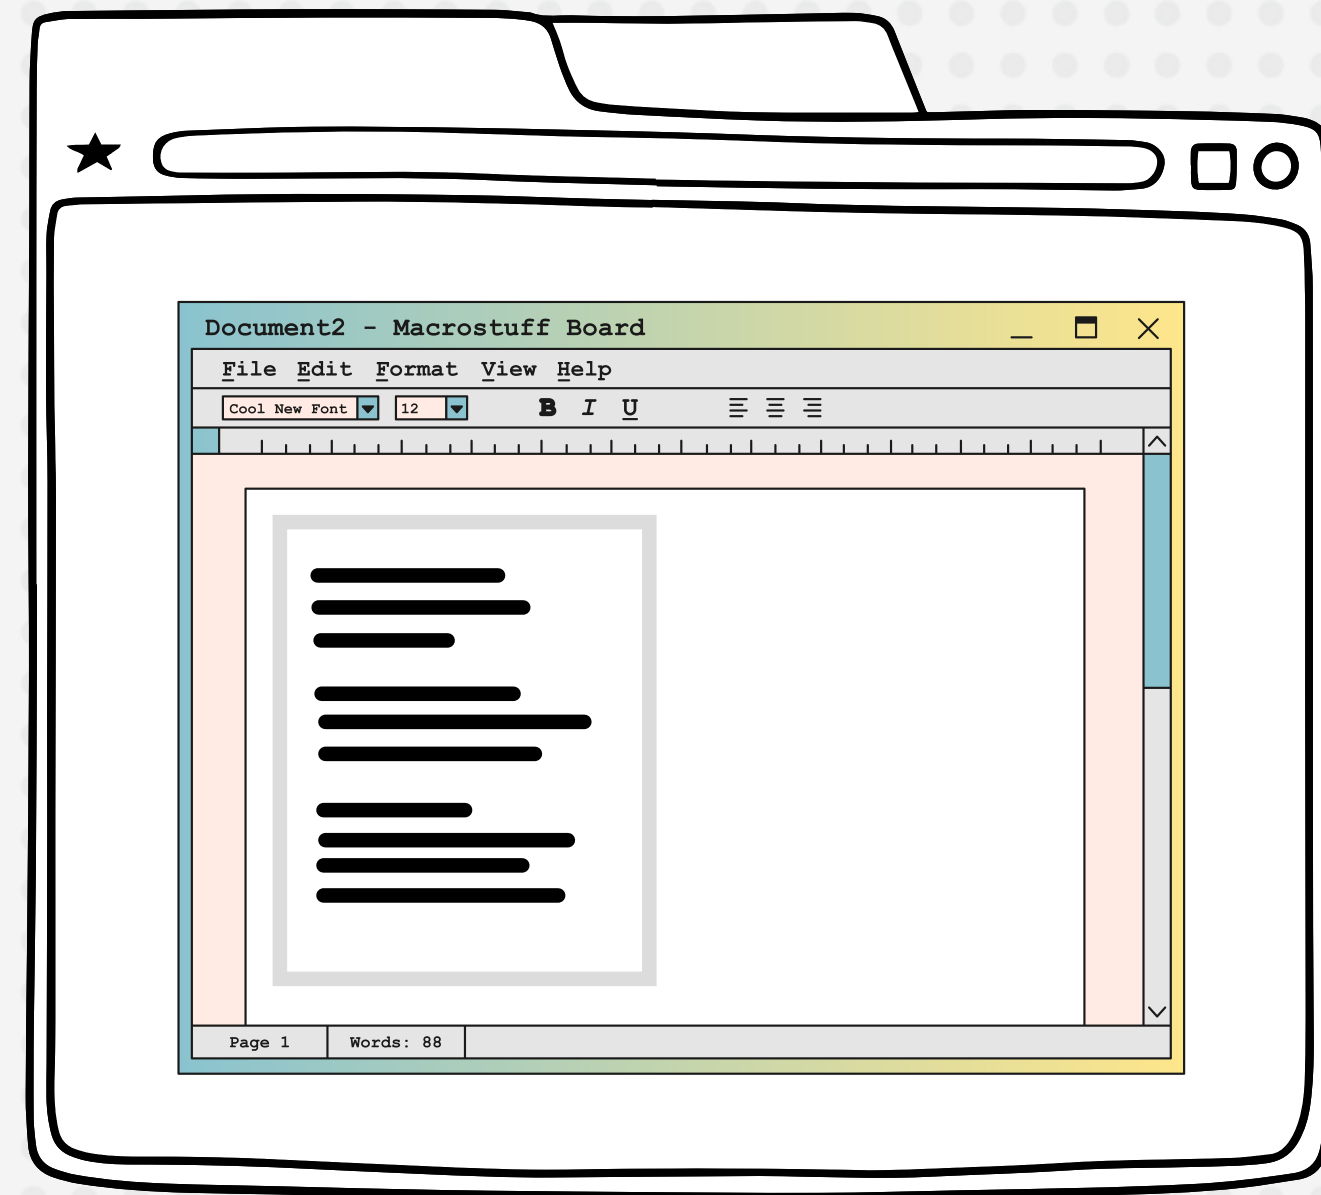 Document2 - Macrostuff Board
File Edit Format View Help
Cool New Font 12 B I U
Page 1 Words: 88